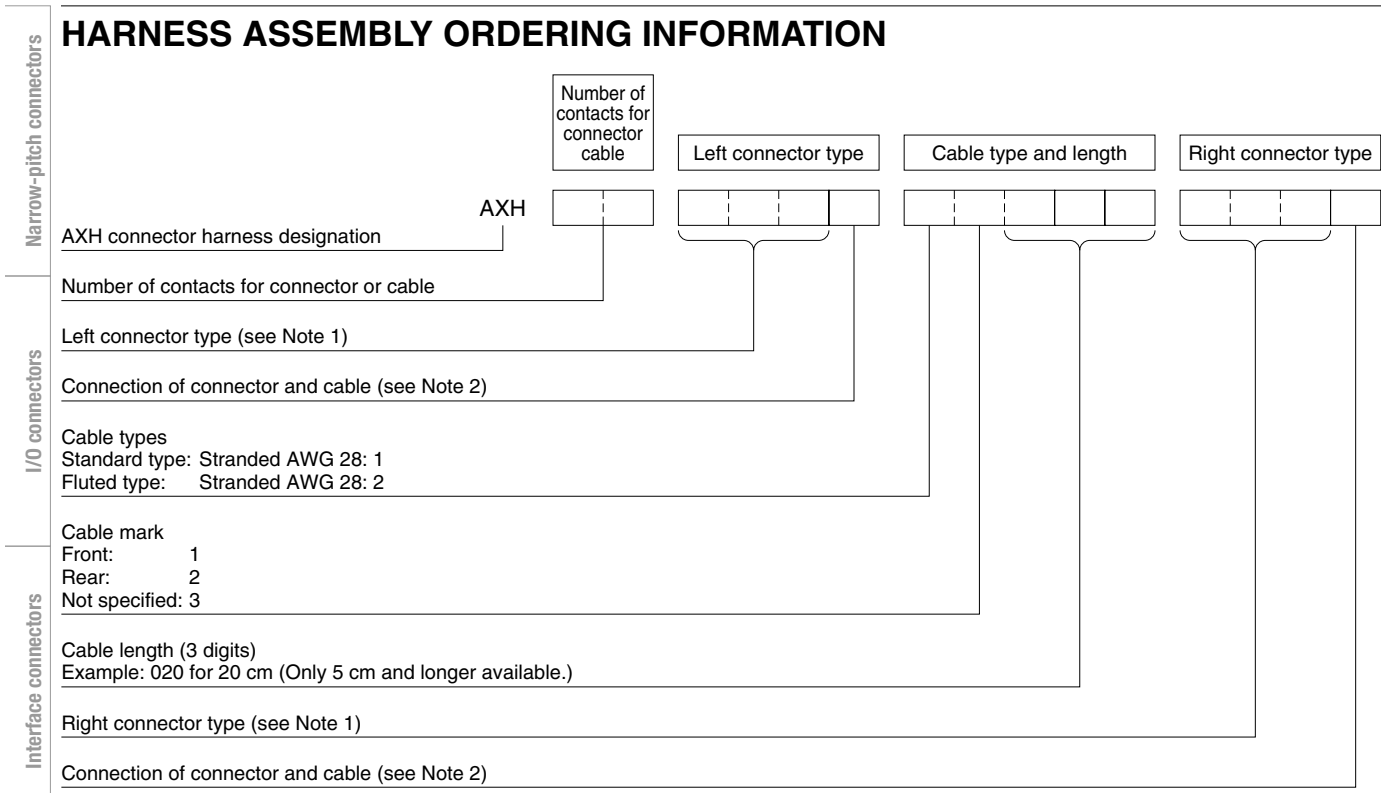 HARNESS ASSEMBLY ORDERING INFORMATION
Narrow-pitch connectors
I/O connectors
Interface connectors
Number of
contacts for
connector
cable
Left connector type
Cable type and length
Right connector type
AXH
AXH connector harness designation
Number of contacts for connector or cable
Left connector type (see Note 1)
Connection of connector and cable (see Note 2)
Cable types
Standard type: Stranded AWG 28: 1
Fluted type: Stranded AWG 28: 2
Cable mark
Front: 1
Rear: 2
Not specified: 3
Cable length (3 digits)
Example: 020 for 20 cm (Only 5 cm and longer available.)
Right connector type (see Note 1)
Connection of connector and cable (see Note 2)